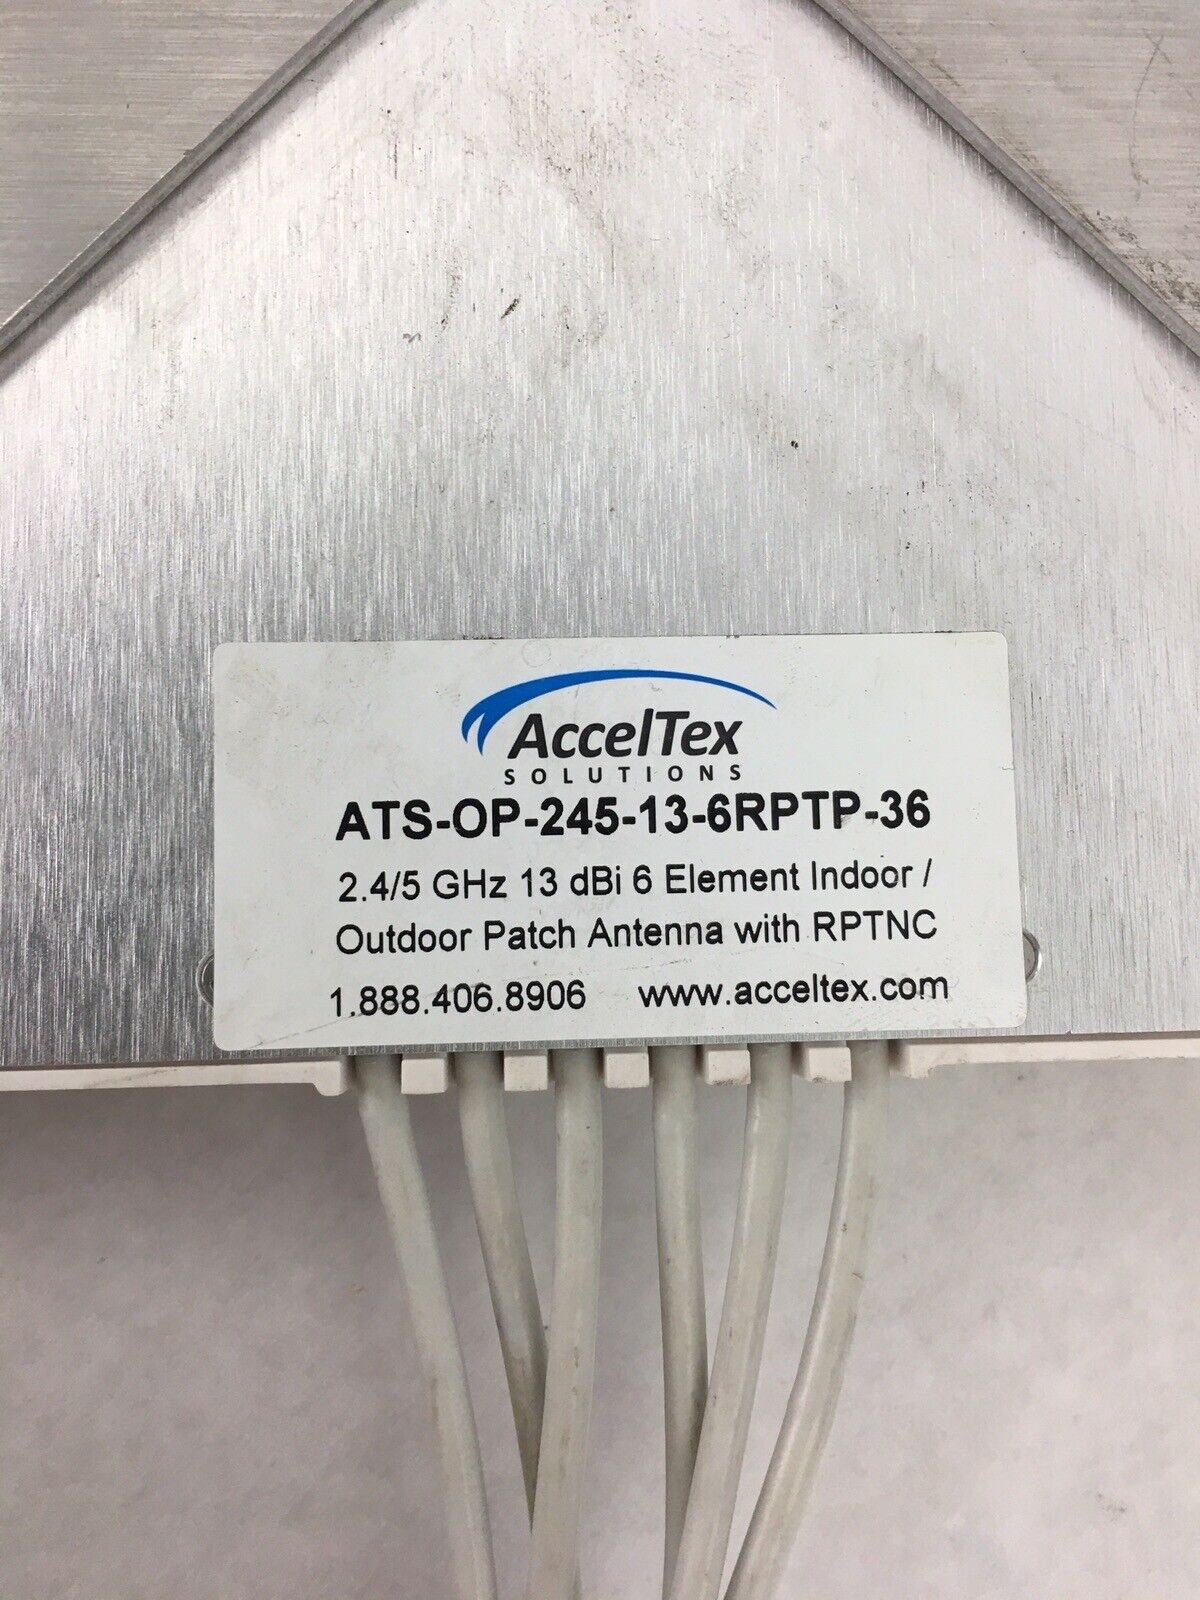 AccelTex
SOLUTIONS
ATS-OP-245-13-6RPTP-36
2.4/5 GHz 13 dBi 6 Element Indoor /
Outdoor Patch Antenna with RPTNC
1.888.406.8906 www.acceltex.com